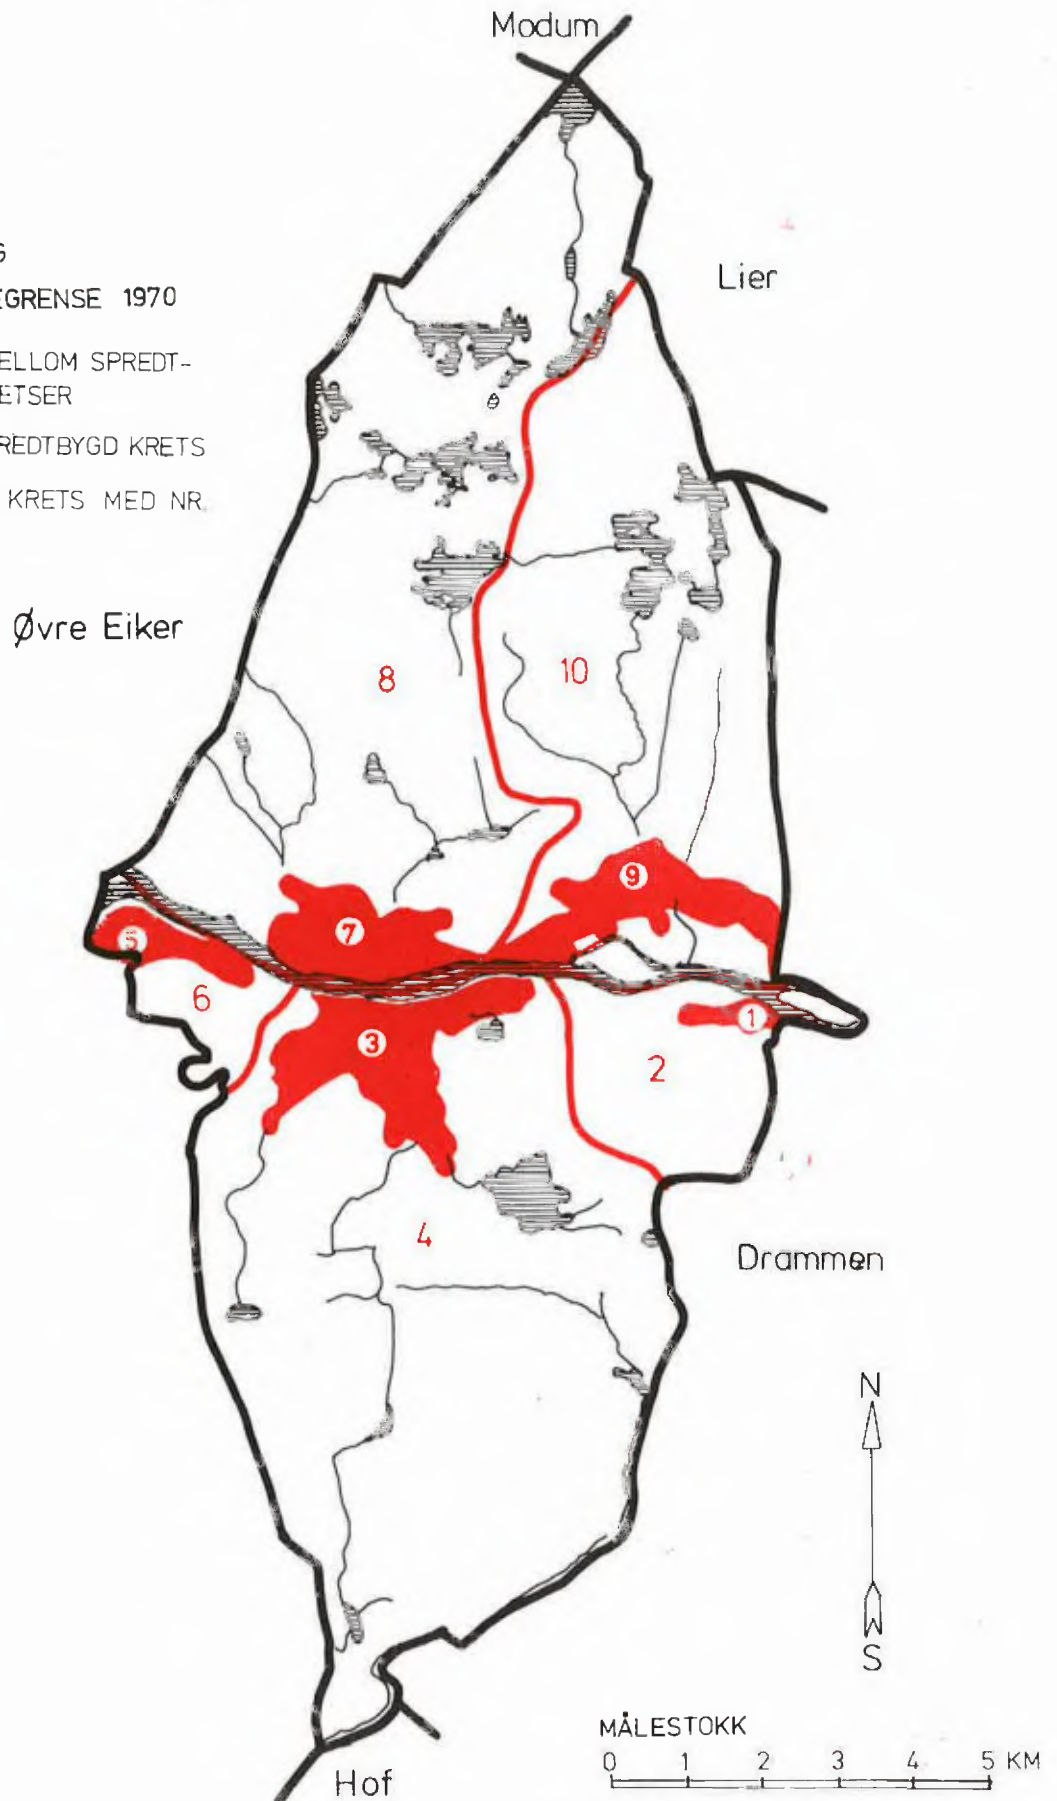 Modum
Lier
EGRENSE 1970
ELLOM SPREDT-
ETSER
REDTBYGD KRETS
KRETS MED NR.
Øvre Eiker
8
10
9
7
5
6
1
3
2
4
Drammen
N
S
MÅLESTOKK
0 1 2 3 4 5 KM
Hof